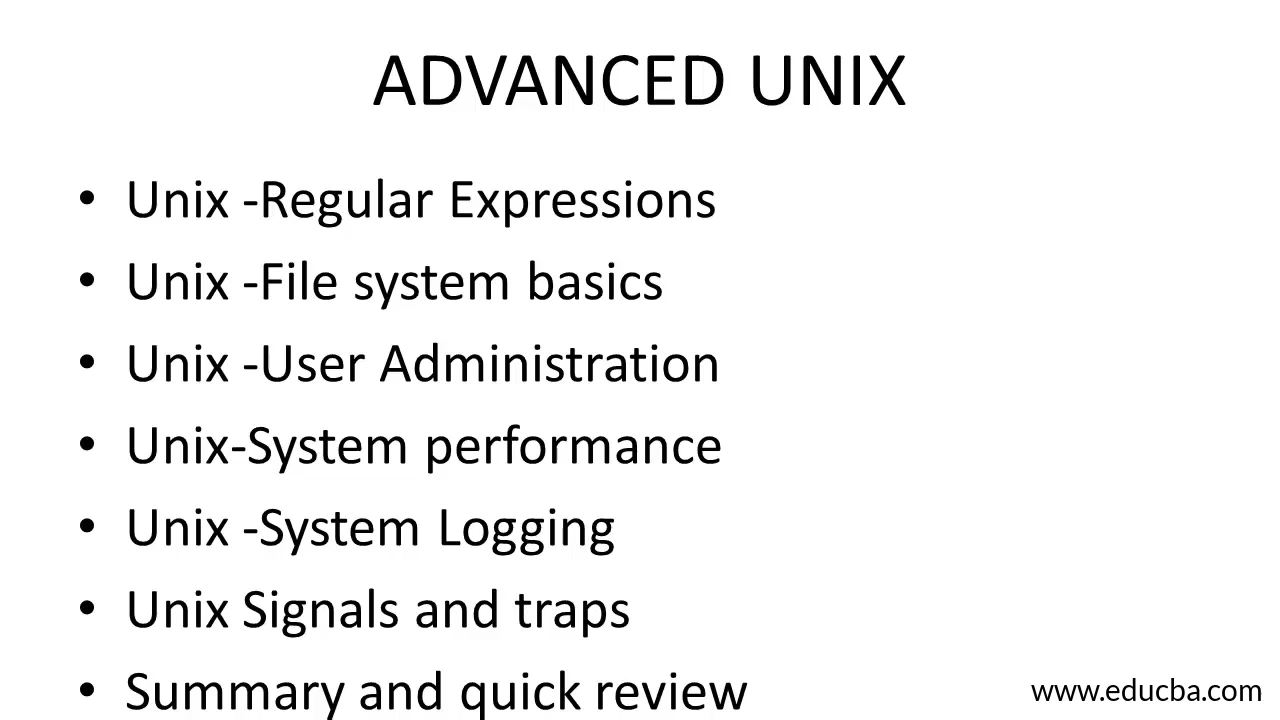 ADVANCED UNIX
• Unix -Regular Expressions
• Unix -File system basics
• Unix -User Administration
• Unix-System performance
• Unix -System Logging
• Unix Signals and traps
• Summary and quick review
www.educba.com